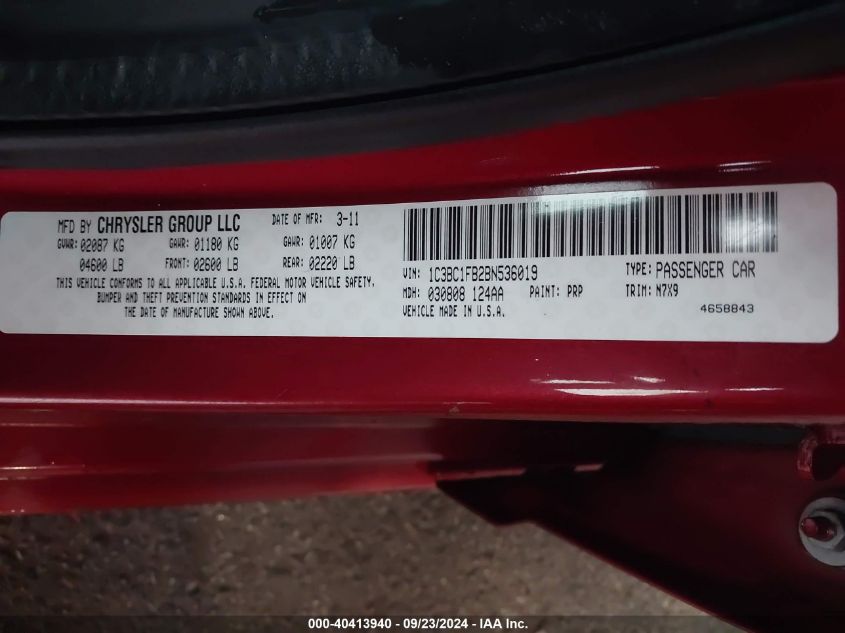 MFD BY CHRYSLER GROUP LLC DATE OF MFR: 3-11
GVWR: 02087 KG GAWR: 01180 KG GAWR: 01007 KG
04600 LB FRONT: 02600 LB REAR: 02220 LB
THIS VEHICLE CONFORMS TO ALL APPLICABLE U.S.A. FEDERAL MOTOR VEHICLE SAFETY,
BUMPER AND THEFT PREVENTION STANDARDS IN EFFECT ON
THE DATE OF MANUFACTURE SHOWN ABOVE.
VIN: 1C3BC1FB2BN536019 TYPE: PASSENGER CAR
MDH: 030808 124AA PAINT: PRP TRIM: N7X9
VEHICLE MADE IN U.S.A. 4658843
000-40413940 - 09/23/2024 - IAA Inc.